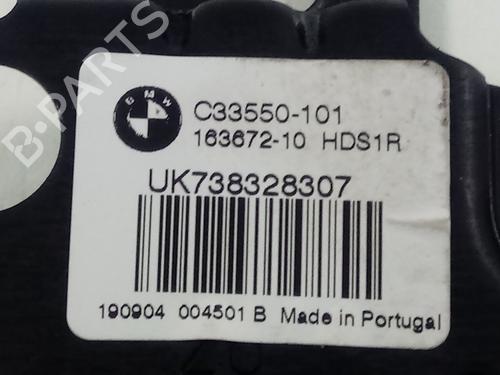 B-PARTS
BMW
C33550-101
163672-10 HDS1R
UK738328307
190904 004501 B Made in Portugal